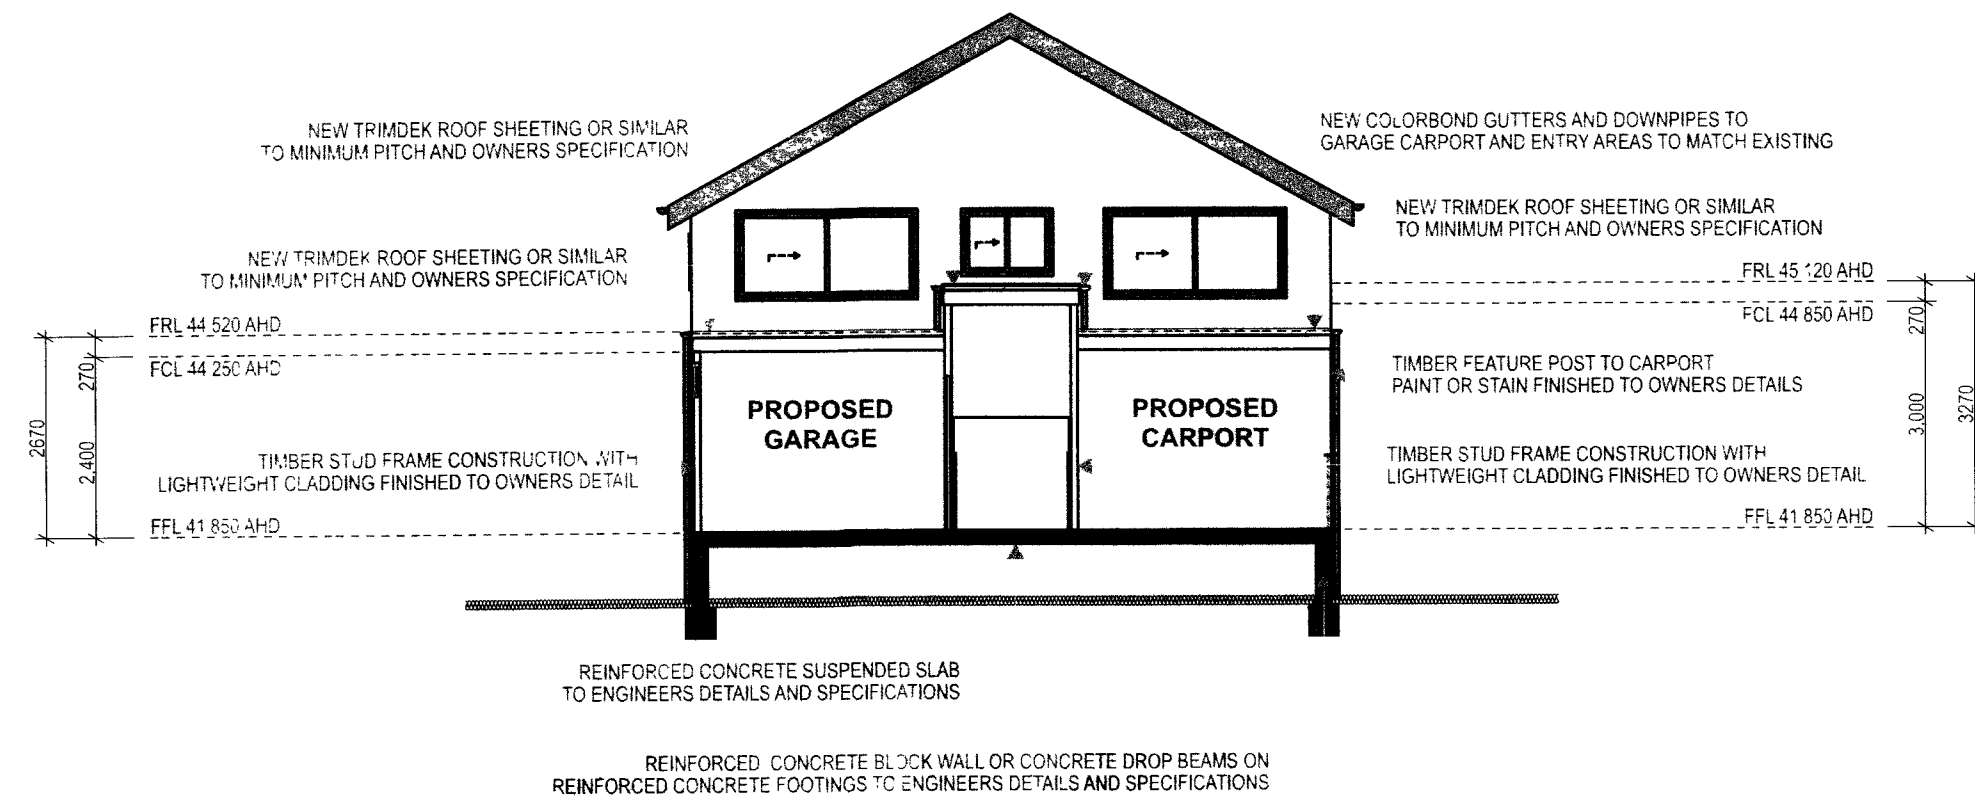 NEW TRIMDEK ROOF SHEETING OR SIMILAR
TO MINIMUM PITCH AND OWNERS SPECIFICATION
NEW COLORBOND GUTTERS AND DOWNPIPES TO
GARAGE CARPORT AND ENTRY AREAS TO MATCH EXISTING
NEW TRIMDEK ROOF SHEETING OR SIMILAR
TO MINIMUM PITCH AND OWNERS SPECIFICATION
NEW TRIMDEK ROOF SHEETING OR SIMILAR
TO MINIMUM PITCH AND OWNERS SPECIFICATION
FRL 45 120 AHD
FCL 44 850 AHD
FRL 44 520 AHD
FCL 44 250 AHD
270
2,400
2670
270
3,000
3270
TIMBER FEATURE POST TO CARPORT
PAINT OR STAIN FINISHED TO OWNERS DETAILS
PROPOSED
GARAGE
PROPOSED
CARPORT
TIMBER STUD FRAME CONSTRUCTION WITH
LIGHTWEIGHT CLADDING FINISHED TO OWNERS DETAIL
TIMBER STUD FRAME CONSTRUCTION WITH
LIGHTWEIGHT CLADDING FINISHED TO OWNERS DETAIL
FFL 41 850 AHD
FFL 41 850 AHD
REINFORCED CONCRETE SUSPENDED SLAB
TO ENGINEERS DETAILS AND SPECIFICATIONS
REINFORCED CONCRETE BLOCK WALL OR CONCRETE DROP BEAMS ON
REINFORCED CONCRETE FOOTINGS TO ENGINEERS DETAILS AND SPECIFICATIONS